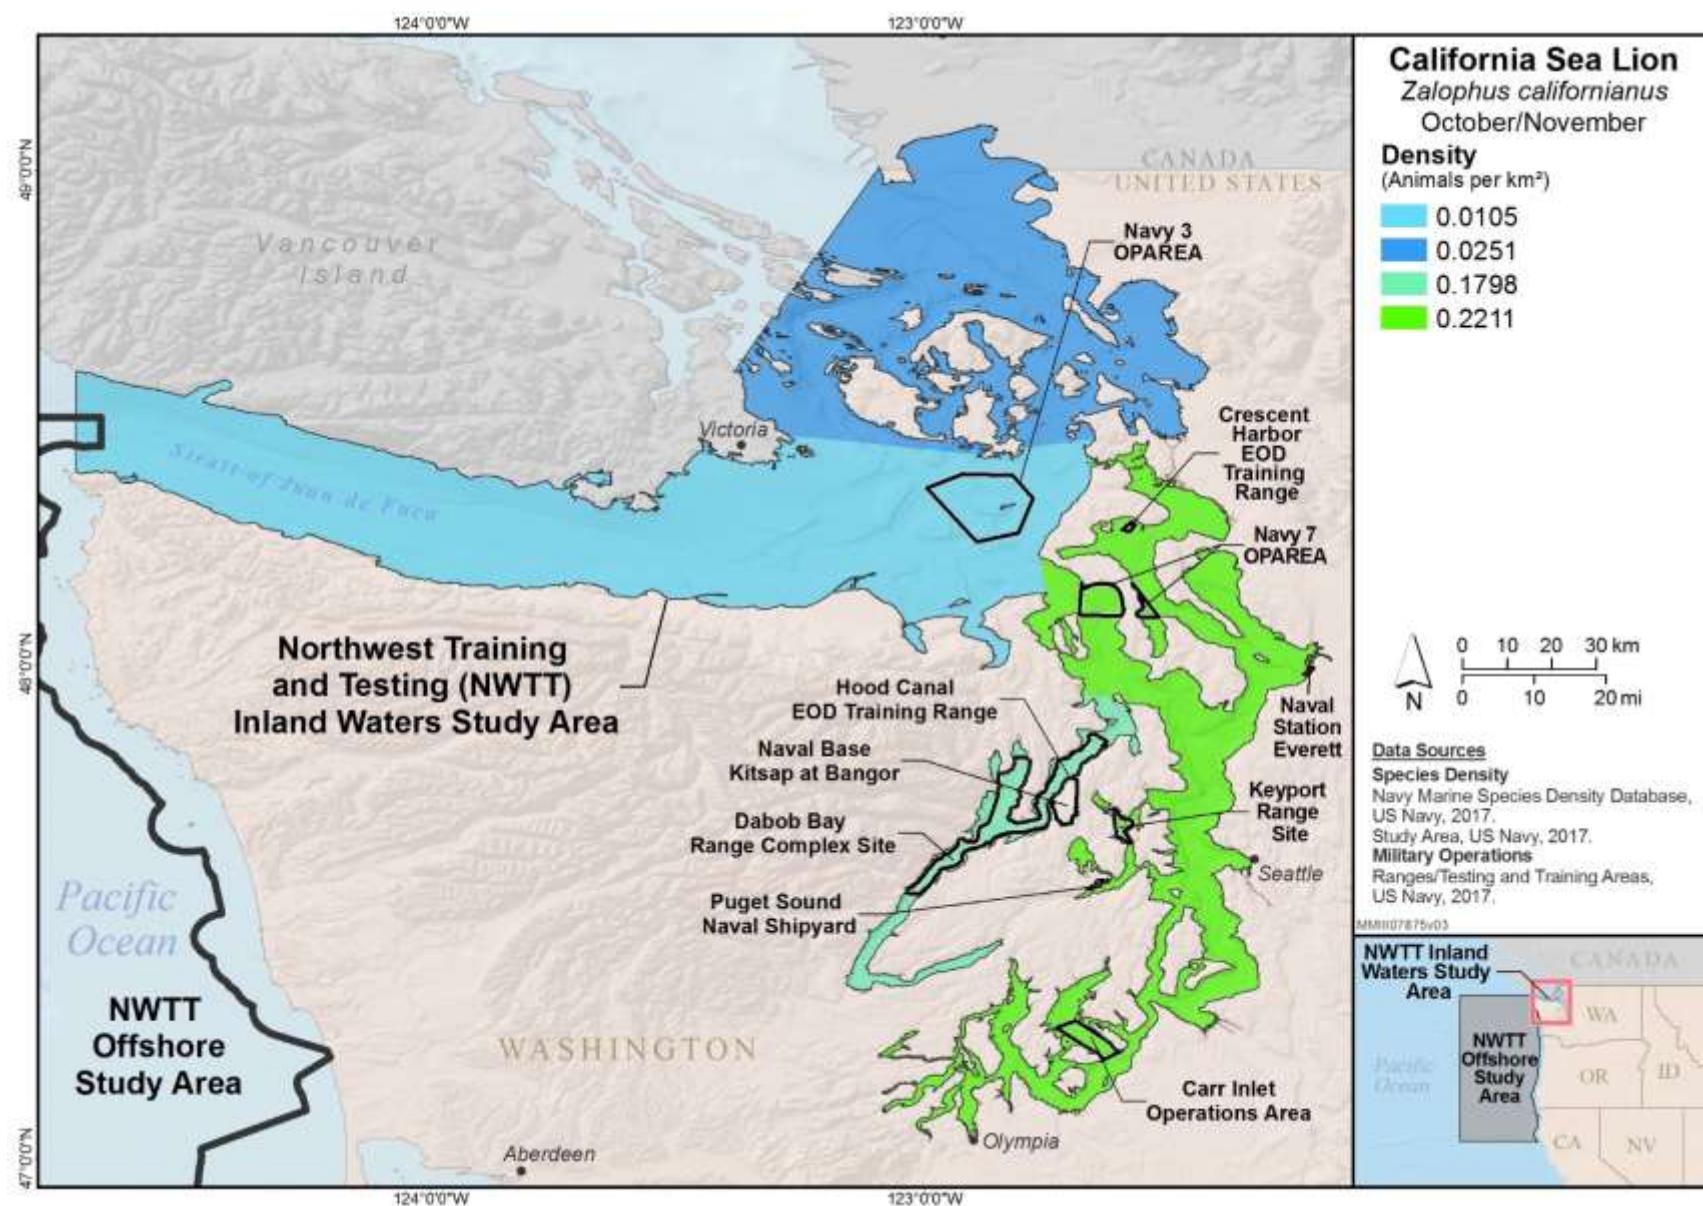 124°0'0"W
123°0'0"W
49°0'0"N
48°0'0"N
47°0'0"N
CANADA
UNITED STATES
Vancouver
Island
Navy 3
OPAREA
Victoria
Strait of Juan de Fuca
Crescent
Harbor
EOD
Training
Range
Navy 7
OPAREA
Northwest Training
and Testing (NWTT)
Inland Waters Study Area
Hood Canal
EOD Training Range
Naval Base
Kitsap at Bangor
Dabob Bay
Range Complex Site
Puget Sound
Naval Shipyard
Naval
Station
Everett
Keyport
Range
Site
Seattle
Pacific
Ocean
NWTT
Offshore
Study Area
WASHINGTON
Carr Inlet
Operations Area
Olympia
Aberdeen
124°0'0"W
123°0'0"W
California Sea Lion
Zalophus californianus
October/November
Density
(Animals per km²)
0.0105
0.0251
0.1798
0.2211
N
0 10 20 30 km
0 10 20 mi
Data Sources
Species Density
Navy Marine Species Density Database,
US Navy, 2017.
Study Area, US Navy, 2017.
Military Operations
Ranges/Testing and Training Areas,
US Navy, 2017.
NWTT Inland
Waters Study
Area
CANADA
WA
NWTT
Offshore
Study
Area
Pacific
Ocean
OR
ID
CA
NV